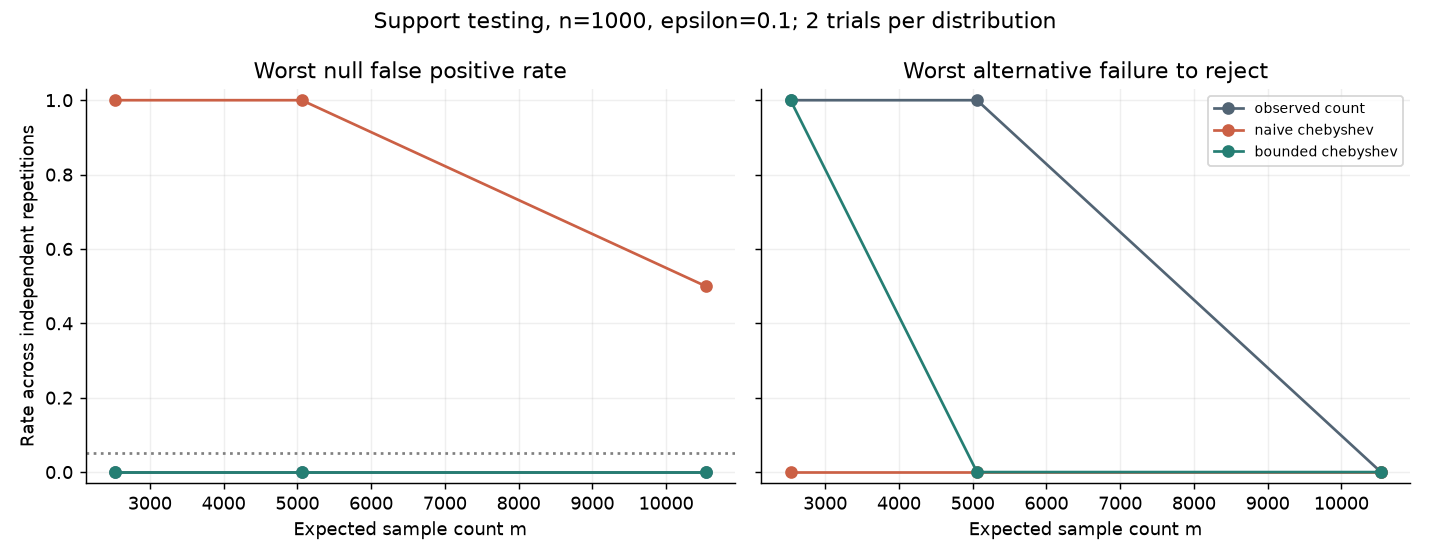 Support testing, n=1000, epsilon=0.1; 2 trials per distribution
Worst null false positive rate
Rate across independent repetitions
1.0
0.8
0.6
0.4
0.2
0.0
3000 4000 5000 6000 7000 8000 9000 10000
Expected sample count m
Worst alternative failure to reject
observed count
naive chebyshev
bounded chebyshev
3000 4000 5000 6000 7000 8000 9000 10000
Expected sample count m